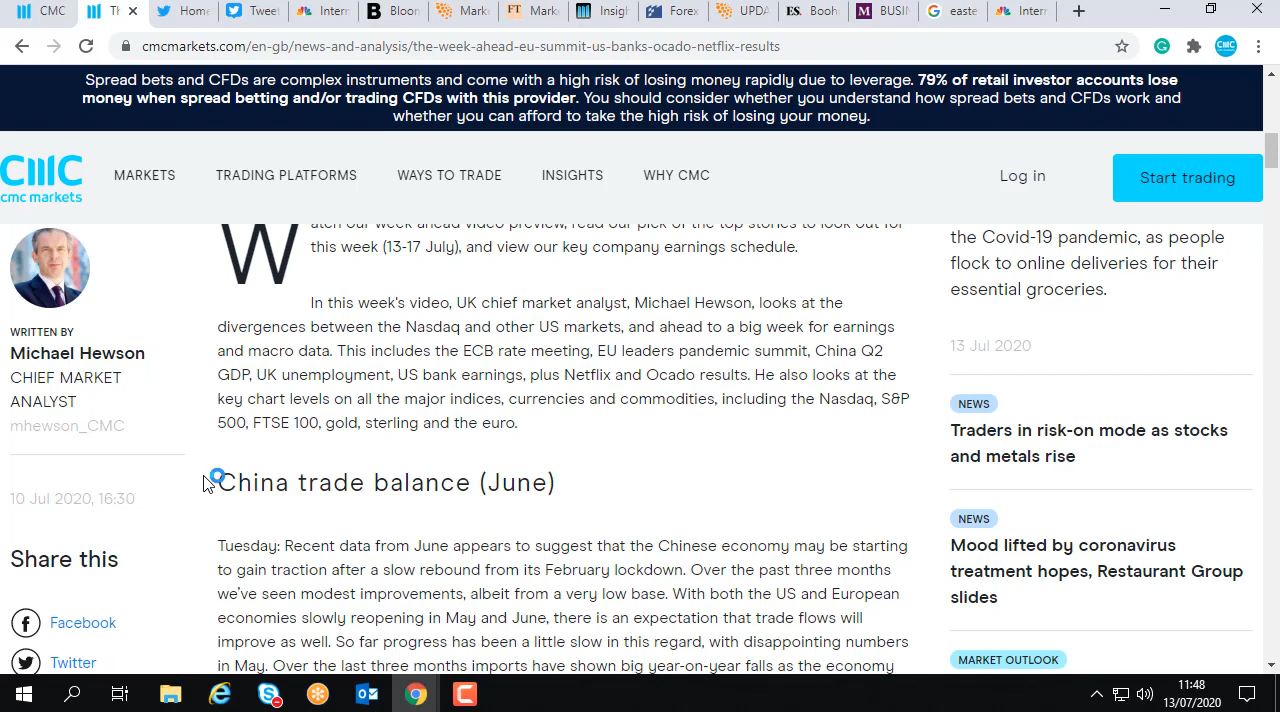 CMC
Th
Home
Tweet
Intern
Bloon
Marke
FT
Mark
Insigh
Forex
UPDA
ES.
Booh
M
BUSI
easte
Intern
cmcmarkets.com/en-gb/news-and-analysis/the-week-ahead-eu-summit-us-banks-ocado-netflix-results
Spread bets and CFDs are complex instruments and come with a high risk of losing money rapidly due to leverage. 79% of retail investor accounts lose
money when spread betting and/or trading CFDs with this provider. You should consider whether you understand how spread bets and CFDs work and
whether you can afford to take the high risk of losing your money.
cmc
cmc markets
MARKETS
TRADING PLATFORMS
WAYS TO TRADE
INSIGHTS
WHY CMC
Log in
Start trading
WRITTEN BY
Michael Hewson
CHIEF MARKET
ANALYST
mhewson_CMC
10 Jul 2020, 16:30
Share this
Facebook
Twitter
W
atch our week ahead video preview, read our pick of the top stories to look out for
this week (13-17 July), and view our key company earnings schedule.
In this week's video, UK chief market analyst, Michael Hewson, looks at the
divergences between the Nasdaq and other US markets, and ahead to a big week for earnings
and macro data. This includes the ECB rate meeting, EU leaders pandemic summit, China Q2
GDP, UK unemployment, US bank earnings, plus Netflix and Ocado results. He also looks at the
key chart levels on all the major indices, currencies and commodities, including the Nasdaq, S&P
500, FTSE 100, gold, sterling and the euro.
China trade balance (June)
Tuesday: Recent data from June appears to suggest that the Chinese economy may be starting
to gain traction after a slow rebound from its February lockdown. Over the past three months
we've seen modest improvements, albeit from a very low base. With both the US and European
economies slowly reopening in May and June, there is an expectation that trade flows will
improve as well. So far progress has been a little slow in this regard, with disappointing numbers
in May. Over the last three months imports have shown big year-on-year falls as the economy
the Covid-19 pandemic, as people
flock to online deliveries for their
essential groceries.
13 Jul 2020
NEWS
Traders in risk-on mode as stocks
and metals rise
NEWS
Mood lifted by coronavirus
treatment hopes, Restaurant Group
slides
MARKET OUTLOOK
11:48
13/07/2020